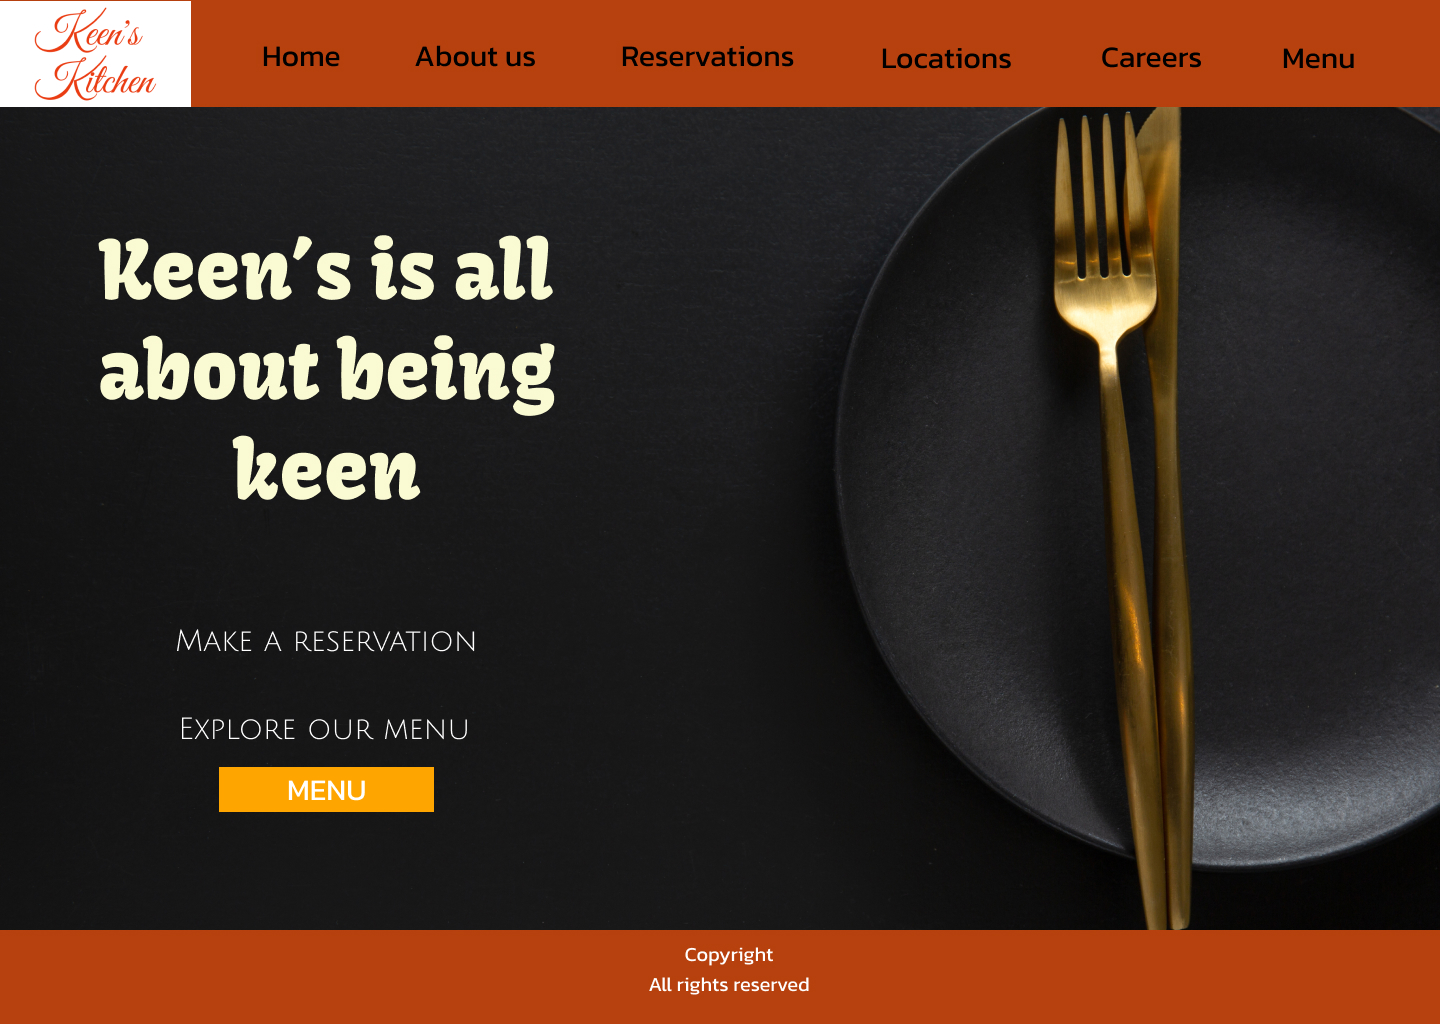 Keen's
Kitchen
Home About us Reservations Locations Careers Menu
Keen's is all
about being
keen
Make a reservation
Explore our menu
MENU
Copyright
All rights reserved